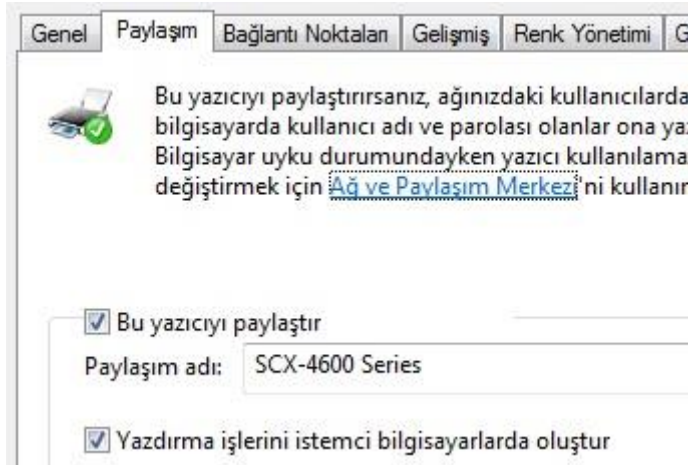 Genel Paylaşım Bağlantı Noktaları Gelişmiş Renk Yönetimi G
Bu yazıcıyı paylaştırırsanız, ağınızdaki kullanıcılarda
bilgisayarda kullanıcı adı ve parolası olanlar ona yaz
Bilgisayar uyku durumundayken yazıcı kullanılama
değiştirmek için Ağ ve Paylaşım Merkezi'ni kullanır
Bu yazıcıyı paylaştır
Paylaşım adı: SCX-4600 Series
Yazdırma işlerini istemci bilgisayarlarda oluştur